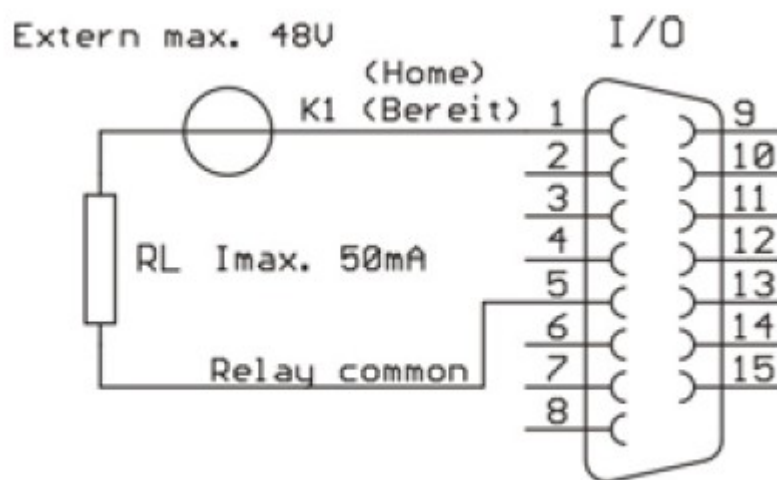 Extern max. 48V
I/O
(Home)
K1 (Bereit)
1
2
3
4
5
6
7
8
9
10
11
12
13
14
15
RL Imax. 50mA
Relay common